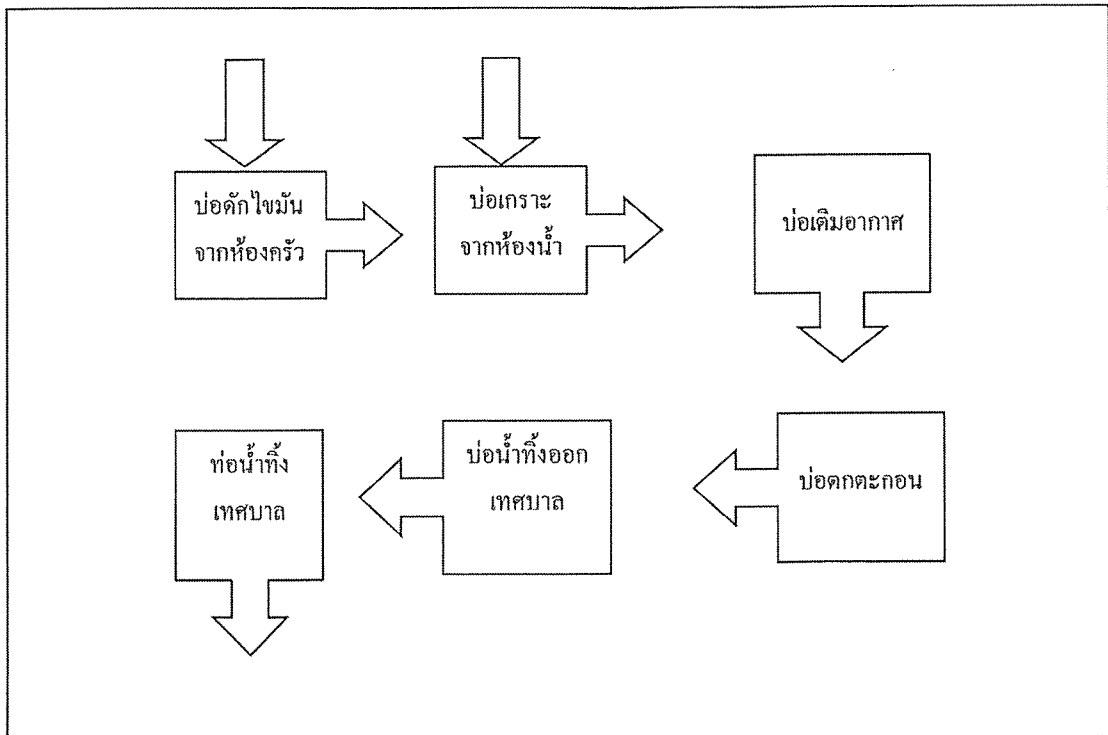 บ่อดักไขมัน
จากห้องครัว
บ่อเกราะ
จากห้องน้ำ
บ่อเติมอากาศ
บ่อตกตะกอน
บ่อน้ำทิ้งออก
เทศบาล
ท่อน้ำทิ้ง
เทศบาล